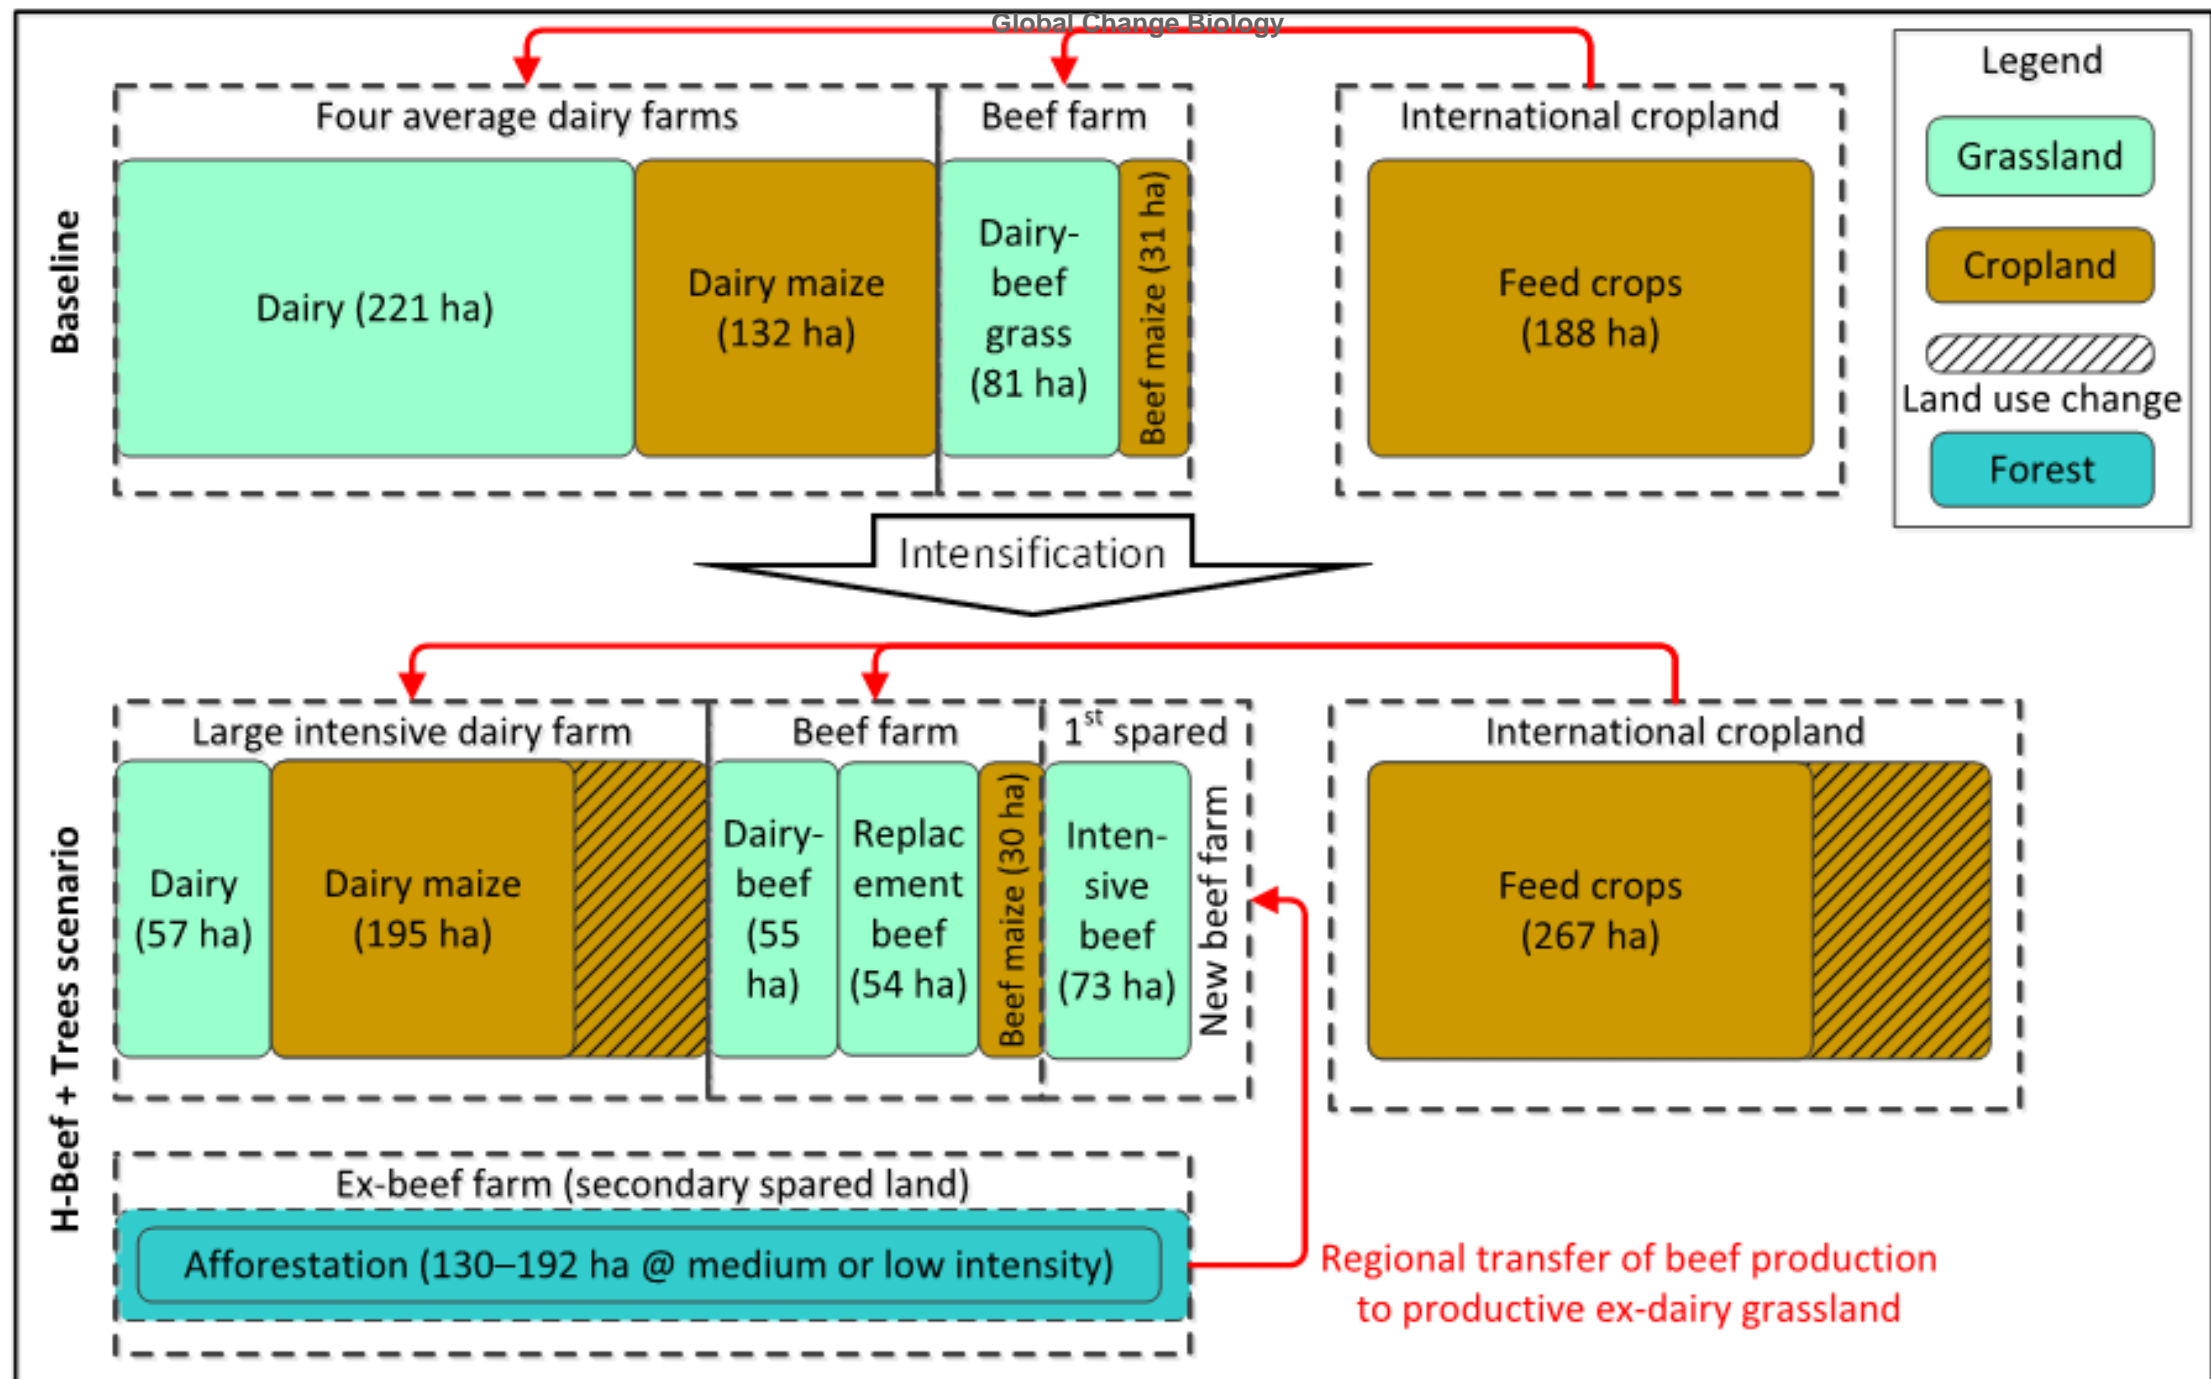 Global Change Biology
Baseline
Four average dairy farms
Dairy (221 ha)
Dairy maize
(132 ha)
Beef farm
Dairy-
beef
grass
(81 ha)
Beef maize (31 ha)
International cropland
Feed crops
(188 ha)
Legend
Grassland
Cropland
Land use change
Forest
Intensification
H-Beef + Trees scenario
Large intensive dairy farm
Dairy
(57 ha)
Dairy maize
(195 ha)
Beef farm
Dairy-
beef
(55
ha)
Replac
ement
beef
(54 ha)
Beef maize (30 ha)
1st spared
Inten-
sive
beef
(73 ha)
New beef farm
International cropland
Feed crops
(267 ha)
Ex-beef farm (secondary spared land)
Afforestation (130–192 ha @ medium or low intensity)
Regional transfer of beef production
to productive ex-dairy grassland